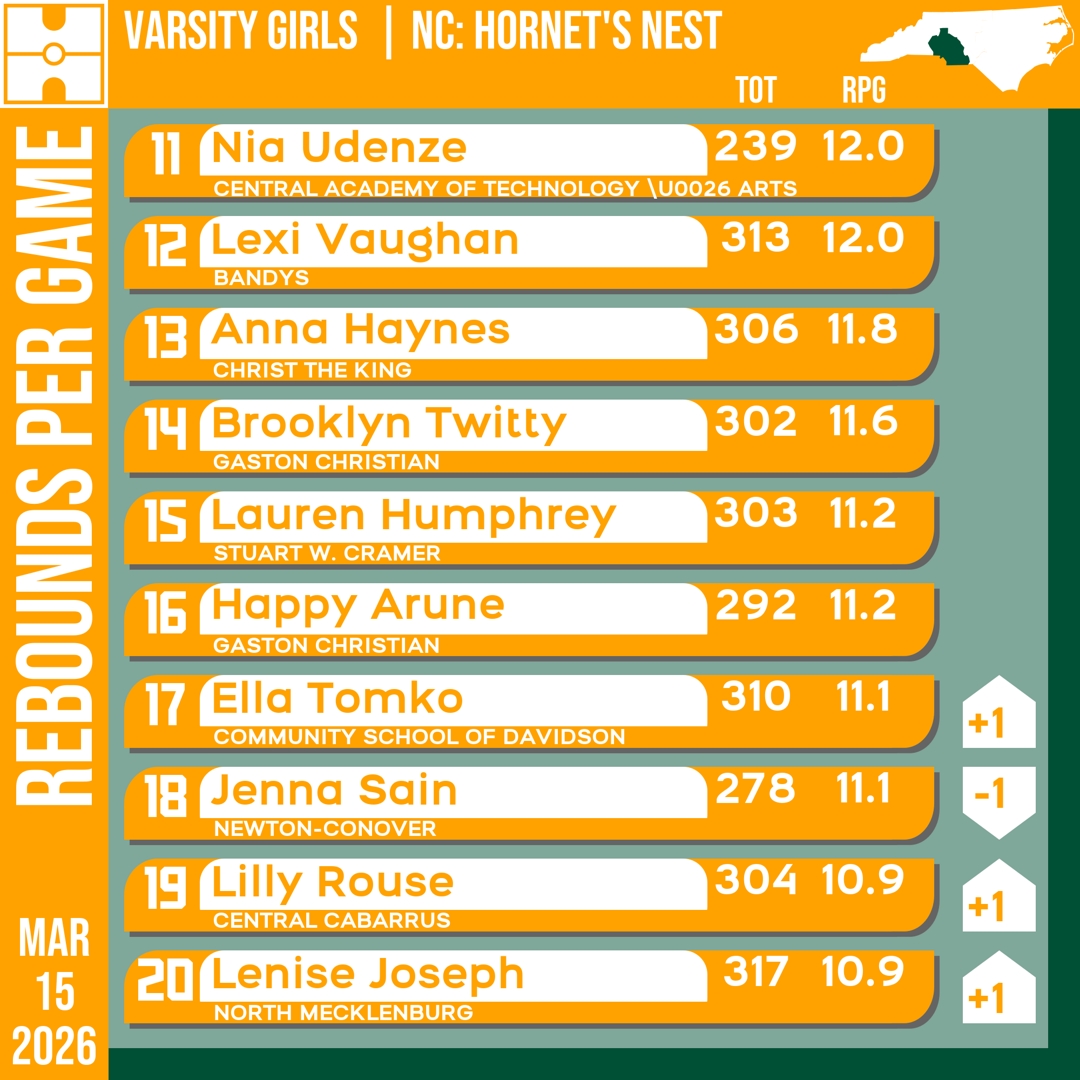 VARSITY GIRLS | NC: HORNET'S NEST
TOT RPG
REBOUNDS PER GAME
MAR
15
2026
11 Nia Udenze 239 12.0
CENTRAL ACADEMY OF TECHNOLOGY \U0026 ARTS
12 Lexi Vaughan 313 12.0
BANDYS
13 Anna Haynes 306 11.8
CHRIST THE KING
14 Brooklyn Twitty 302 11.6
GASTON CHRISTIAN
15 Lauren Humphrey 303 11.2
STUART W. CRAMER
16 Happy Arune 292 11.2
GASTON CHRISTIAN
17 Ella Tomko 310 11.1 +1
COMMUNITY SCHOOL OF DAVIDSON
18 Jenna Sain 278 11.1 -1
NEWTON-CONOVER
19 Lilly Rouse 304 10.9 +1
CENTRAL CABARRUS
20 Lenise Joseph 317 10.9 +1
NORTH MECKLENBURG